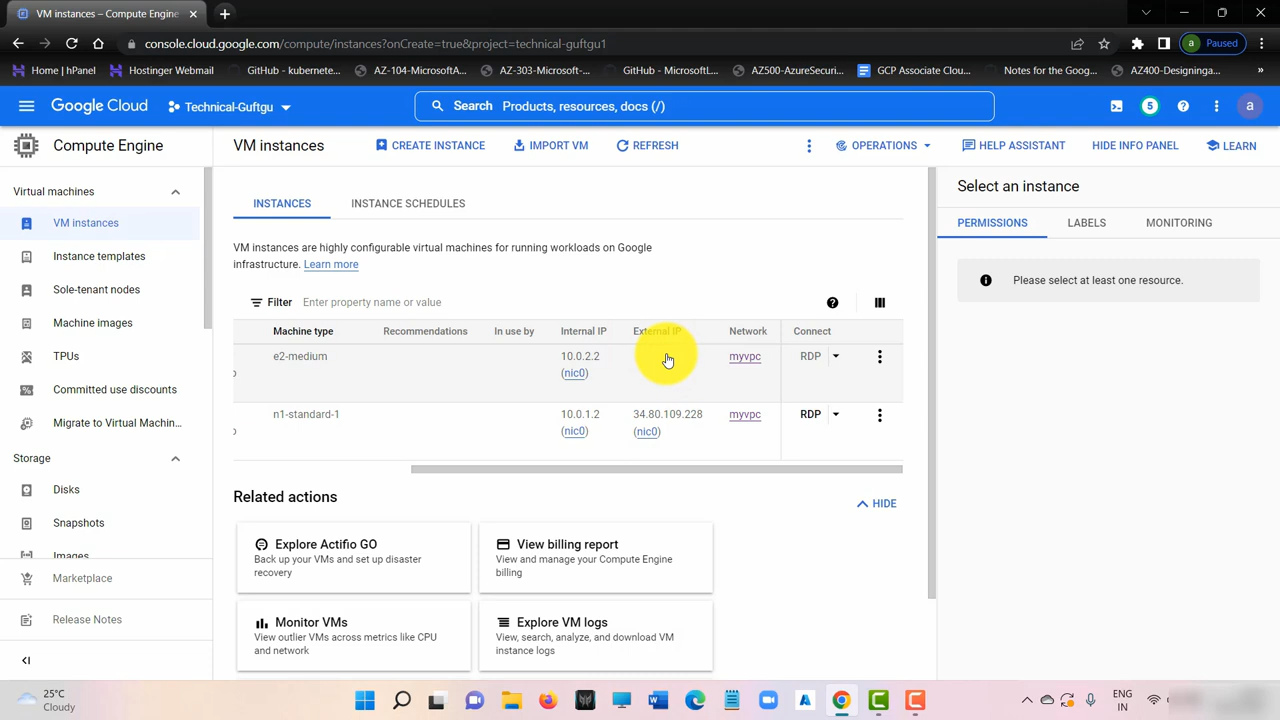 VM instances – Compute Engine
console.cloud.google.com/compute/instances?onCreate=true&project=technical-guftgu1
a Paused
Home | hPanel
Hostinger Webmail
GitHub - kubernete...
AZ-104-MicrosoftA...
AZ-303-Microsoft-...
GitHub - MicrosoftL...
AZ500-AzureSecuri...
GCP Associate Clou...
Notes for the Goog...
AZ400-Designinga...
»
Google Cloud
Technical-Guftgu
Search Products, resources, docs (/)
5
a
Compute Engine
VM instances
CREATE INSTANCE
IMPORT VM
REFRESH
OPERATIONS
HELP ASSISTANT
HIDE INFO PANEL
LEARN
Virtual machines
VM instances
Instance templates
Sole-tenant nodes
Machine images
TPUs
Committed use discounts
Migrate to Virtual Machin...
Storage
Disks
Snapshots
Images
Marketplace
Release Notes
INSTANCES
INSTANCE SCHEDULES
VM instances are highly configurable virtual machines for running workloads on Google
infrastructure. Learn more
Filter Enter property name or value
Machine type Recommendations In use by Internal IP External IP Network Connect
e2-medium 10.0.2.2 myvpc RDP
(nic0)
n1-standard-1 10.0.1.2 34.80.109.228 myvpc RDP
(nic0) (nic0)
Related actions
HIDE
Explore Actifio GO
Back up your VMs and set up disaster
recovery
View billing report
View and manage your Compute Engine
billing
Monitor VMs
View outlier VMs across metrics like CPU
and network
Explore VM logs
View, search, analyze, and download VM
instance logs
Select an instance
PERMISSIONS
LABELS
MONITORING
Please select at least one resource.
25°C
Cloudy
ENG
IN